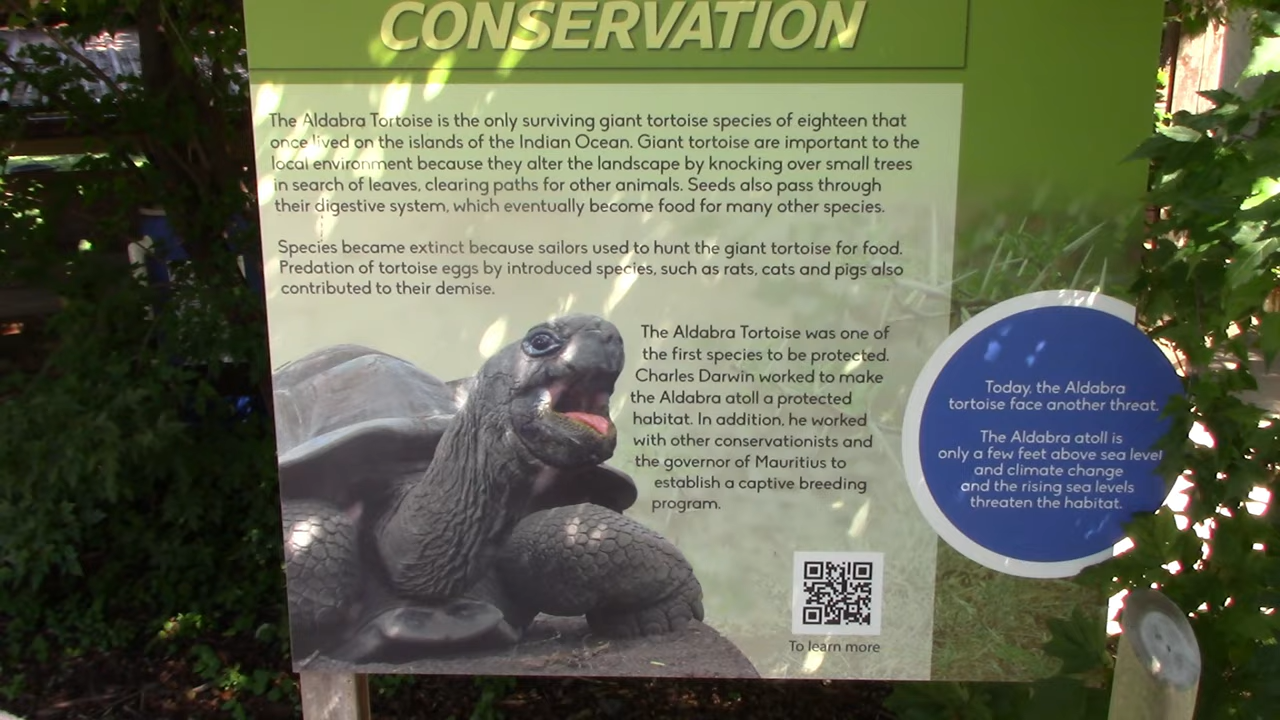 CONSERVATION
The Aldabra Tortoise is the only surviving giant tortoise species of eighteen that
once lived on the islands of the Indian Ocean. Giant tortoise are important to the
local environment because they alter the landscape by knocking over small trees
in search of leaves, clearing paths for other animals. Seeds also pass through
their digestive system, which eventually become food for many other species.
Species became extinct because sailors used to hunt the giant tortoise for food.
Predation of tortoise eggs by introduced species, such as rats, cats and pigs also
contributed to their demise.
The Aldabra Tortoise was one of
the first species to be protected.
Charles Darwin worked to make
the Aldabra atoll a protected
habitat. In addition, he worked
with other conservationists and
the governor of Mauritius to
establish a captive breeding
program.
To learn more
Today, the Aldabra
tortoise face another threat.
The Aldabra atoll is
only a few feet above sea level
and climate change
and the rising sea levels
threaten the habitat.